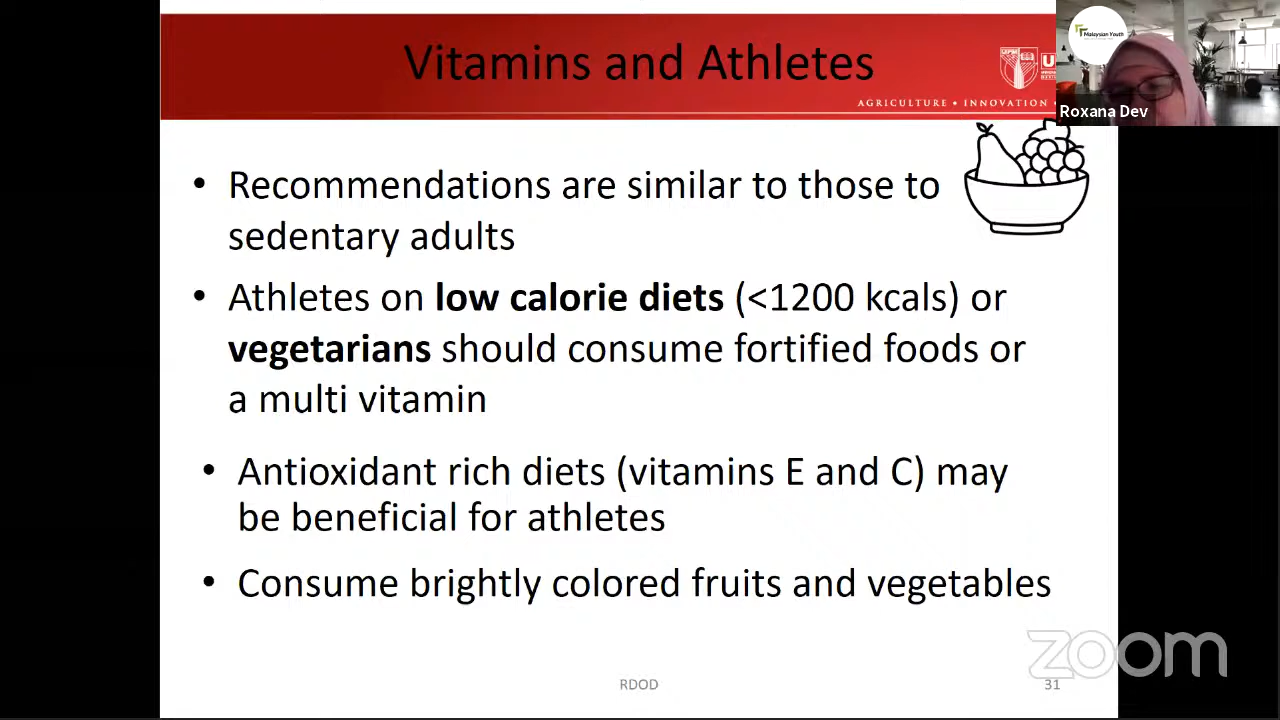 Vitamins and Athletes
AGRICULTURE • INNOVATION •
Malaysian Youth
Roxana Dev
• Recommendations are similar to those to
sedentary adults
• Athletes on low calorie diets (<1200 kcals) or
vegetarians should consume fortified foods or
a multi vitamin
• Antioxidant rich diets (vitamins E and C) may
be beneficial for athletes
• Consume brightly colored fruits and vegetables
zoom
RDOD
31